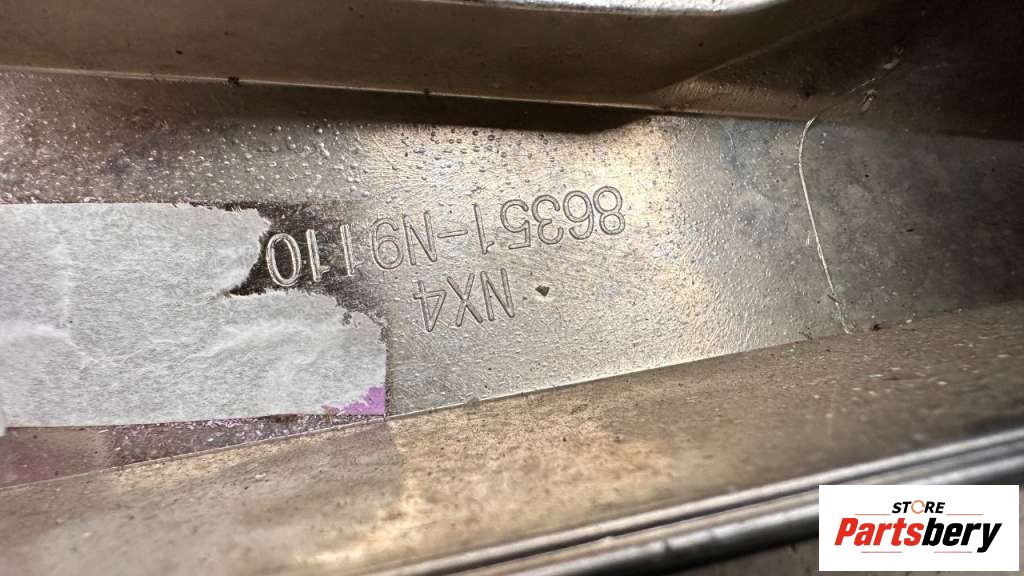 NX4
86351-N9110
STORE
Partsbery